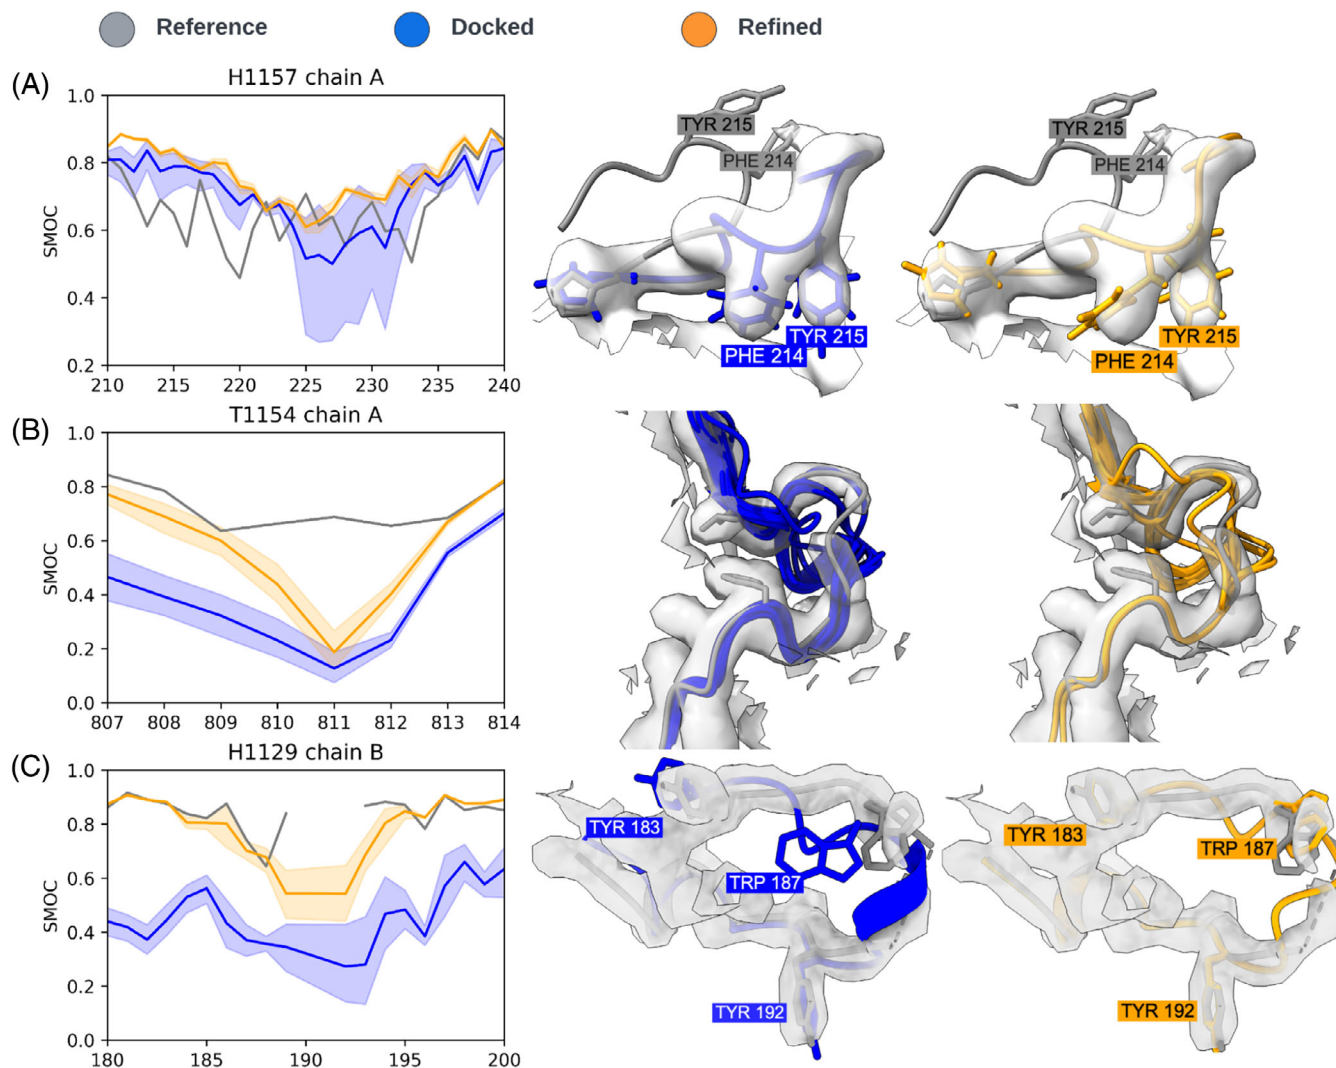 Reference Docked Refined
(A)
H1157 chain A
1.0
0.8
0.6
0.4
0.2
SMOC
210 215 220 225 230 235 240
TYR 215
PHE 214
PHE 214
TYR 215
TYR 215
PHE 214
PHE 214
TYR 215
(B)
T1154 chain A
1.0
0.8
0.6
0.4
0.2
0.0
SMOC
807 808 809 810 811 812 813 814
(C)
H1129 chain B
1.0
0.8
0.6
0.4
0.2
0.0
SMOC
180 185 190 195 200
TYR 183
TRP 187
TYR 192
TYR 183
TRP 187
TYR 192